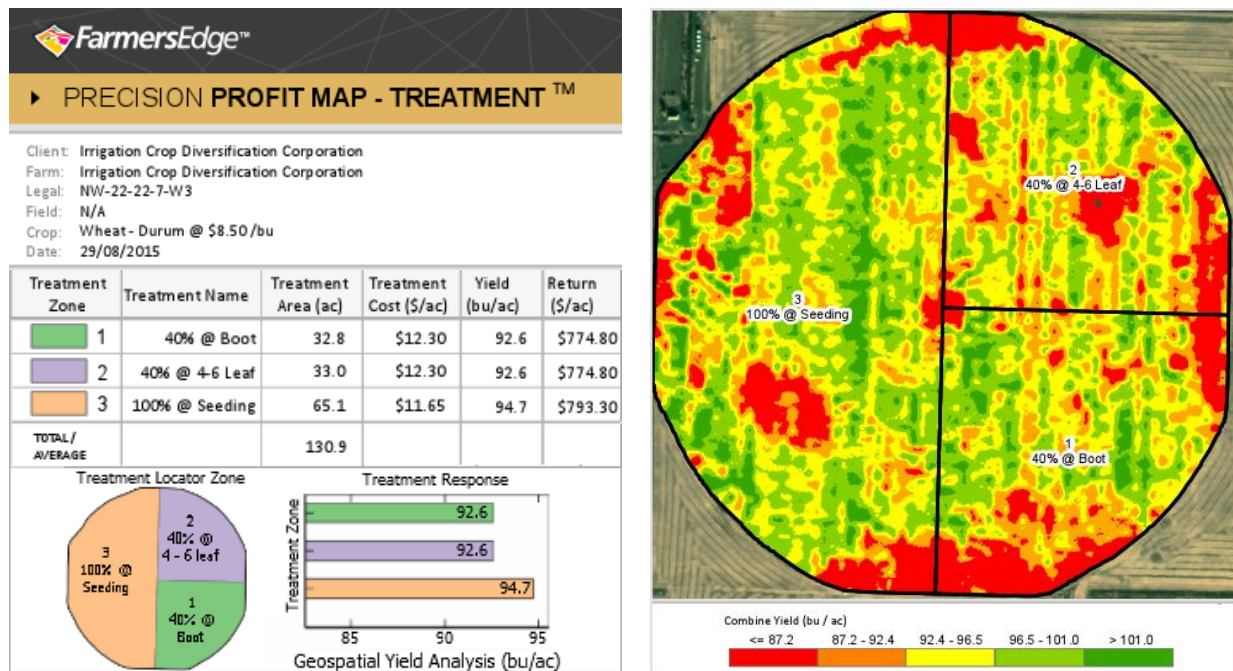 FarmersEdge™
PRECISION PROFIT MAP - TREATMENT ™
Client: Irrigation Crop Diversification Corporation
Farm: Irrigation Crop Diversification Corporation
Legal: NW-22-22-7-W3
Field: N/A
Crop: Wheat - Durum @ $8.50 /bu
Date: 29/08/2015
Treatment Zone Treatment Name Treatment Area (ac) Treatment Cost ($/ac) Yield (bu/ac) Return ($/ac)
1 40% @ Boot 32.8 $12.30 92.6 $774.80
2 40% @ 4-6 Leaf 33.0 $12.30 92.6 $774.80
3 100% @ Seeding 65.1 $11.65 94.7 $793.30
TOTAL / AVERAGE 130.9
Treatment Locator Zone
2
40% @
4 - 6 leaf
3
100% @
Seeding
1
40% @
Boot
Treatment Response
Treatment Zone
92.6
92.6
94.7
85 90 95
Geospatial Yield Analysis (bu/ac)
2
40% @ 4-6 Leaf
3
100% @ Seeding
1
40% @ Boot
Combine Yield (bu / ac)
<= 87.2 87.2 - 92.4 92.4 - 96.5 96.5 - 101.0 > 101.0